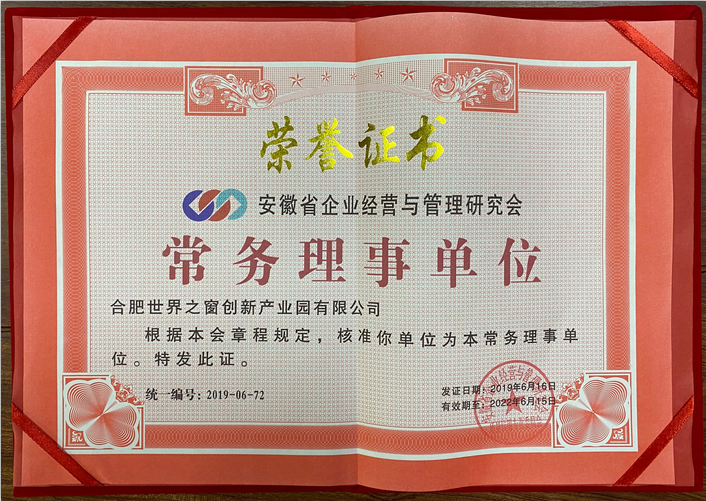 荣誉证书
安徽省企业经营与管理研究会
常务理事单位
合肥世界之窗创新产业园有限公司
根据本会章程规定，核准你单位为本常务理事单
位。特发此证。
统一编号：2019-06-72
发证日期：2019年6月16日
有效期至：2022年6月15日